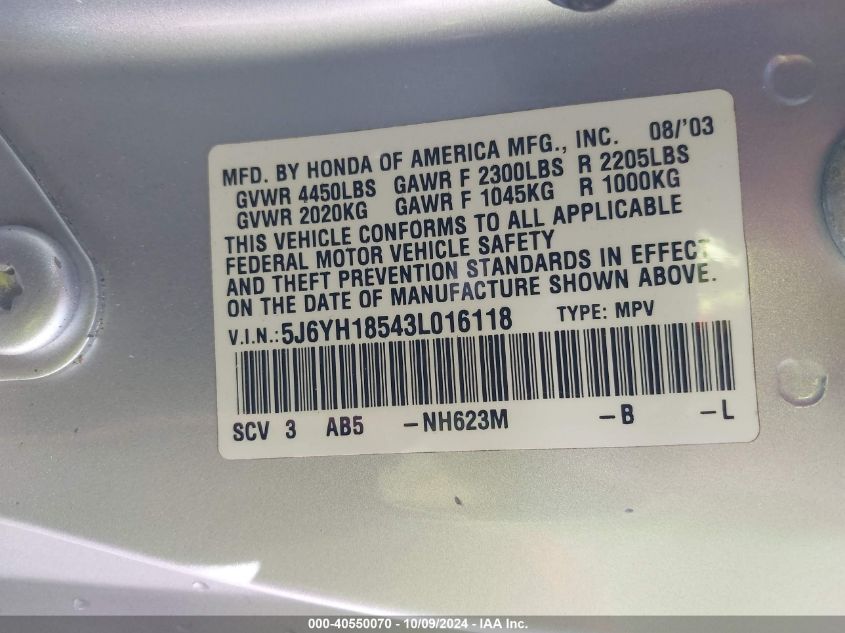 MFD. BY HONDA OF AMERICA MFG., INC. 08/'03
GVWR 4450LBS GAWR F 2300LBS R 2205LBS
GVWR 2020KG GAWR F 1045KG R 1000KG
THIS VEHICLE CONFORMS TO ALL APPLICABLE
FEDERAL MOTOR VEHICLE SAFETY
AND THEFT PREVENTION STANDARDS IN EFFECT
ON THE DATE OF MANUFACTURE SHOWN ABOVE.
V.I.N.: 5J6YH18543L016118 TYPE: MPV
SCV 3 AB5 -NH623M -B -L
000-40550070 - 10/09/2024 - IAA Inc.